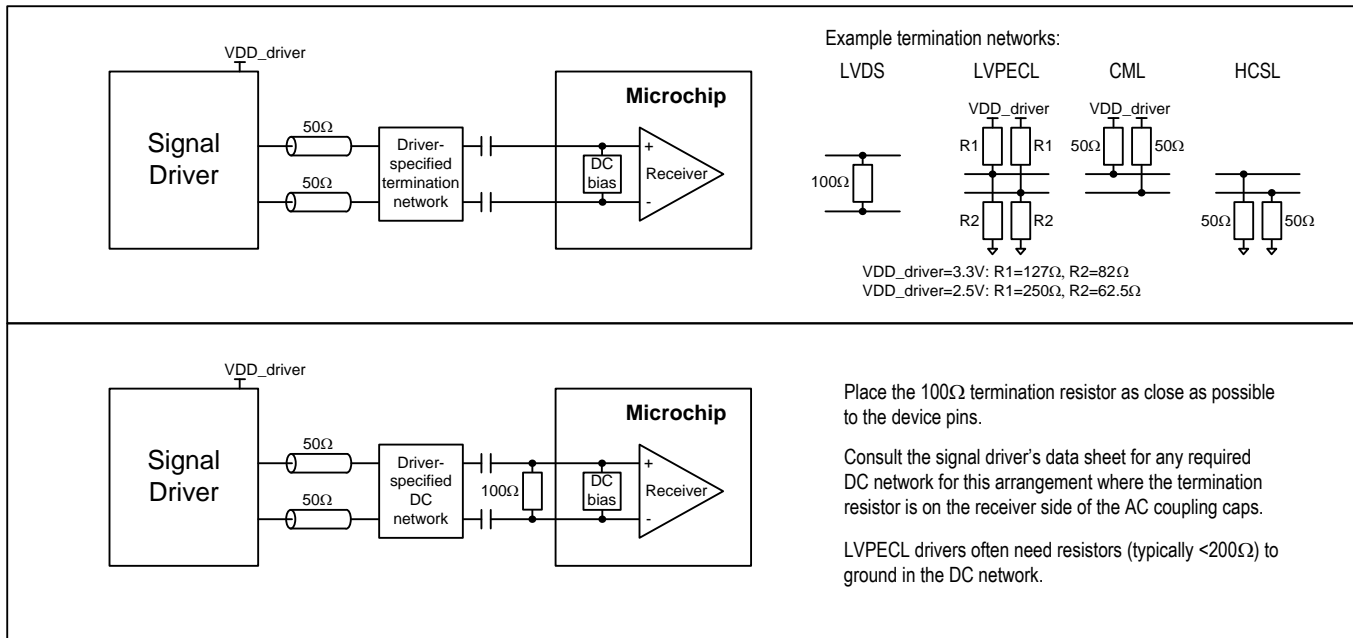 VDD_driver
Signal
Driver
50Ω
50Ω
Driver-
specified
termination
network
Microchip
DC
bias
+
-
Receiver
Example termination networks:
LVDS
LVPECL
CML
HCSL
100Ω
VDD_driver
R1
R1
R2
R2
VDD_driver
50Ω
50Ω
50Ω
50Ω
VDD_driver=3.3V: R1=127Ω, R2=82Ω
VDD_driver=2.5V: R1=250Ω, R2=62.5Ω
VDD_driver
Signal
Driver
50Ω
50Ω
Driver-
specified
DC
network
100Ω
Microchip
DC
bias
+
-
Receiver
Place the 100Ω termination resistor as close as possible
to the device pins.
Consult the signal driver's data sheet for any required
DC network for this arrangement where the termination
resistor is on the receiver side of the AC coupling caps.
LVPECL drivers often need resistors (typically <200Ω) to
ground in the DC network.